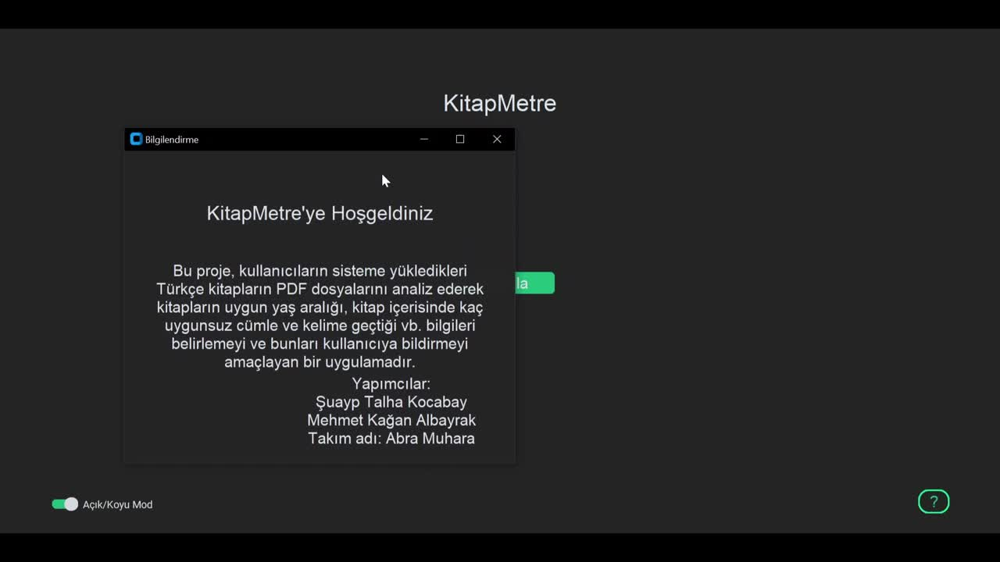 KitapMetre
Bilgilendirme
KitapMetre'ye Hoşgeldiniz
Bu proje, kullanıcıların sisteme yükledikleri
Türkçe kitapların PDF dosyalarını analiz ederek
kitapların uygun yaş aralığı, kitap içerisinde kaç
uygunsuz cümle ve kelime geçtiği vb. bilgileri
belirlemeyi ve bunları kullanıcıya bildirmeyi
amaçlayan bir uygulamadır.
Yapımcılar:
Şuayp Talha Kocabay
Mehmet Kağan Albayrak
Takım adı: Abra Muhara
la
Açık/Koyu Mod
?